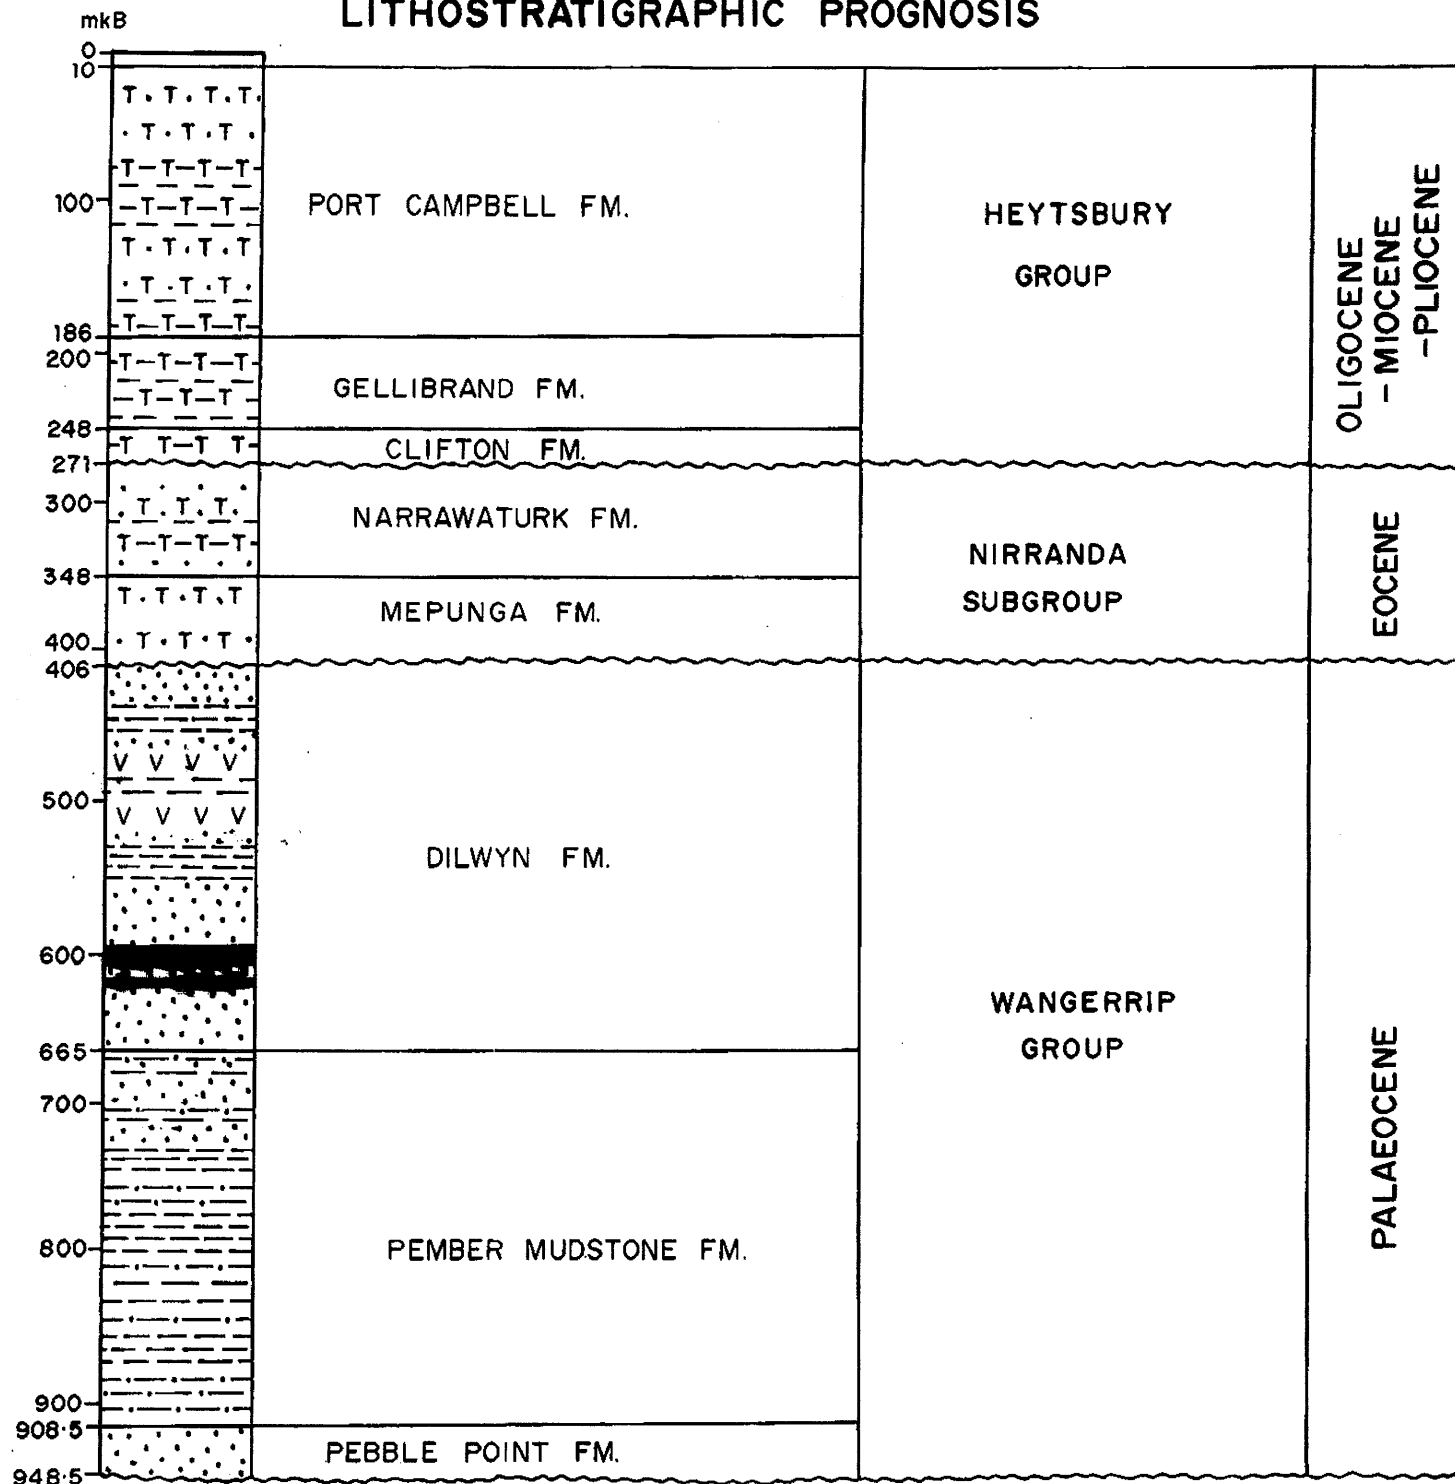 LITHOSTRATIGRAPHIC PROGNOSIS
mkB
0
10
100
186
200
248
271
300
348
400
406
500
600
665
700
800
900
908·5
948·5
PORT CAMPBELL FM.
GELLIBRAND FM.
CLIFTON FM.
NARRAWATURK FM.
MEPUNGA FM.
DILWYN FM.
PEMBER MUDSTONE FM.
PEBBLE POINT FM.
HEYTSBURY
GROUP
NIRRANDA
SUBGROUP
WANGERRIP
GROUP
OLIGOCENE
-MIOCENE
-PLIOCENE
EOCENE
PALAEOCENE